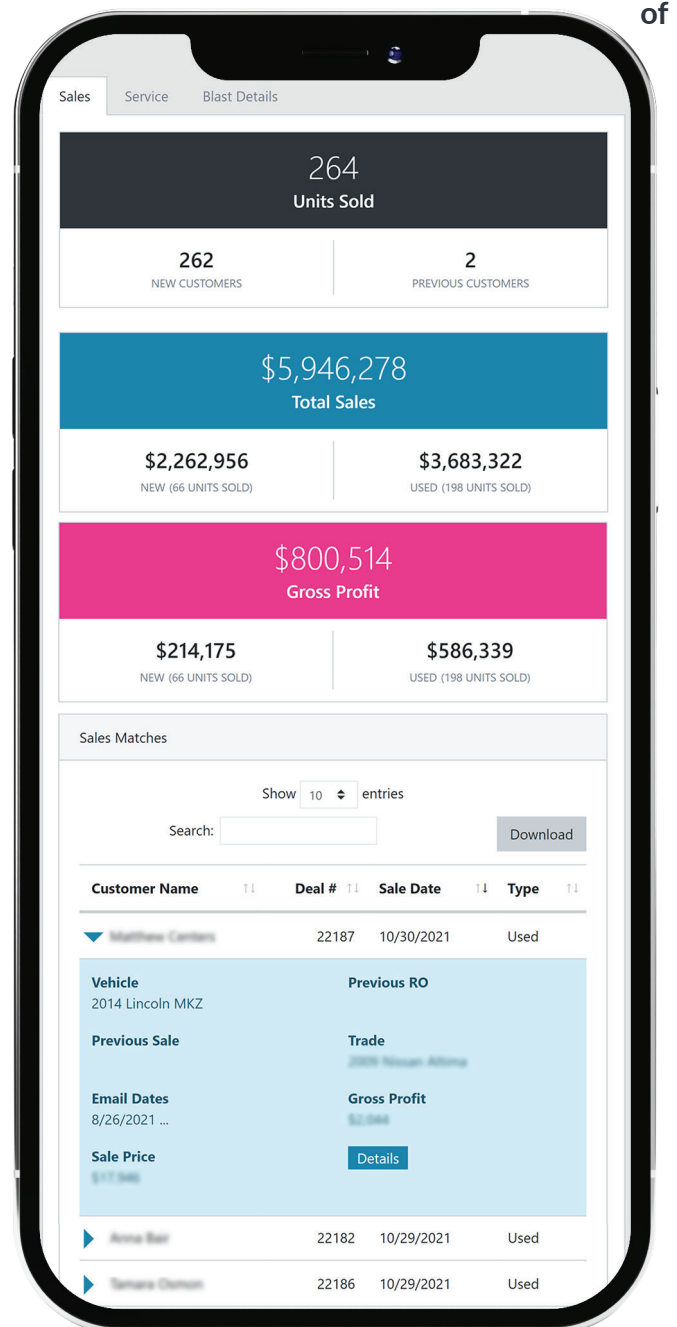 of
Sales Service Blast Details
264
Units Sold
262 2
NEW CUSTOMERS PREVIOUS CUSTOMERS
$5,946,278
Total Sales
$2,262,956 $3,683,322
NEW (66 UNITS SOLD) USED (198 UNITS SOLD)
$800,514
Gross Profit
$214,175 $586,339
NEW (66 UNITS SOLD) USED (198 UNITS SOLD)
Sales Matches
Show 10 entries
Search:
Download
Customer Name Deal # Sale Date Type
22187 10/30/2021 Used
Vehicle Previous RO
2014 Lincoln MKZ
Previous Sale Trade
Email Dates Gross Profit
8/26/2021 ...
Sale Price Details
22182 10/29/2021 Used
22186 10/29/2021 Used